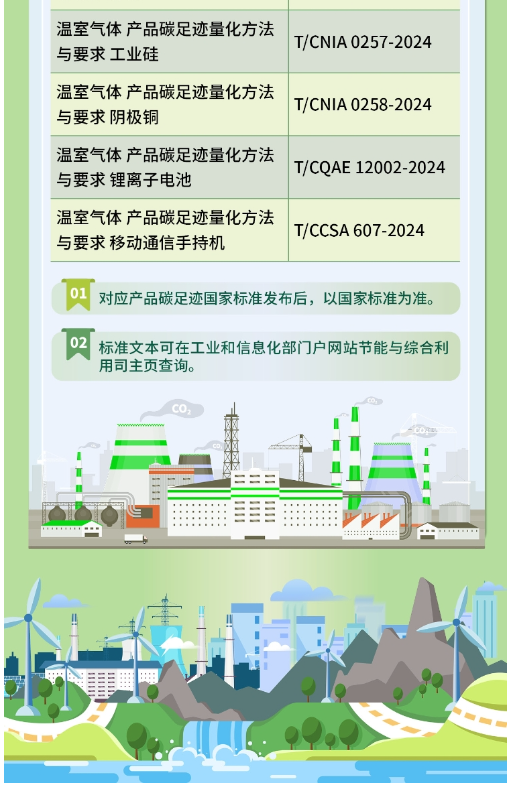 温室气体 产品碳足迹量化方法
与要求 工业硅
T/CNIA 0257-2024
温室气体 产品碳足迹量化方法
与要求 阴极铜
T/CNIA 0258-2024
温室气体 产品碳足迹量化方法
与要求 锂离子电池
T/CQAE 12002-2024
温室气体 产品碳足迹量化方法
与要求 移动通信手持机
T/CCSA 607-2024
01 对应产品碳足迹国家标准发布后，以国家标准为准。
02 标准文本可在工业和信息化部门户网站节能与综合利
用司主页查询。
CO₂
CO₂
CO₂
CO₂